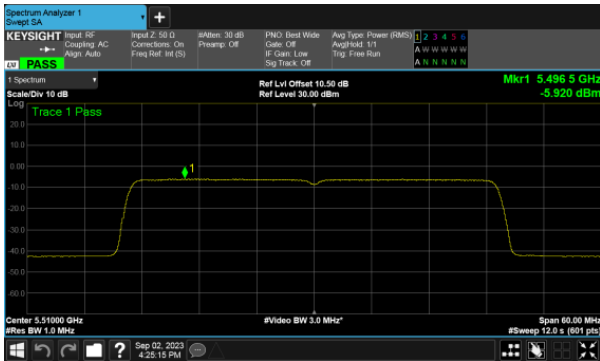 Spectrum Analyzer 1
Swept SA
KEYSIGHT
Input: RF
Coupling: AC
Align: Auto
Input Z: 50 Ω
Corrections: On
Freq Ref: Int (S)
#Atten: 30 dB
Preamp: Off
PNO: Best Wide
Gate: Off
IF Gain: Low
Sig Track: Off
Avg Type: Power (RMS)
Avg|Hold: 1/1
Trig: Free Run
1 2 3 4 5 6
A W W W W W
A N N N N N
LXI PASS
1 Spectrum
Scale/Div 10 dB
Ref Lvl Offset 10.50 dB
Ref Level 30.00 dBm
Mkr1 5.496 5 GHz
-5.920 dBm
Log
Trace 1 Pass
20.0
10.0
0.00
1
-10.0
-20.0
-30.0
-40.0
-50.0
-60.0
Center 5.51000 GHz
#Res BW 1.0 MHz
#Video BW 3.0 MHz*
Span 60.00 MHz
#Sweep 12.0 s (601 pts)
Sep 02, 2023
4:25:15 PM